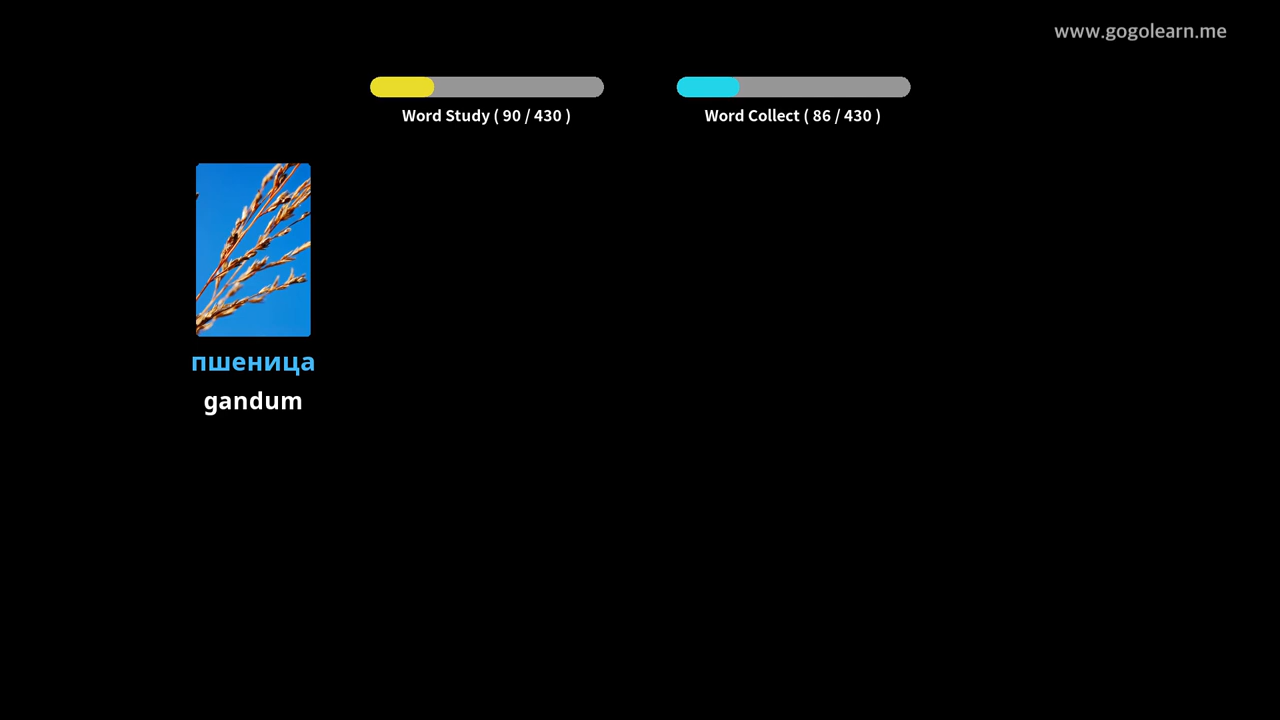 www.gogolearn.me
Word Study ( 90 / 430 )
Word Collect ( 86 / 430 )
пшеница
gandum